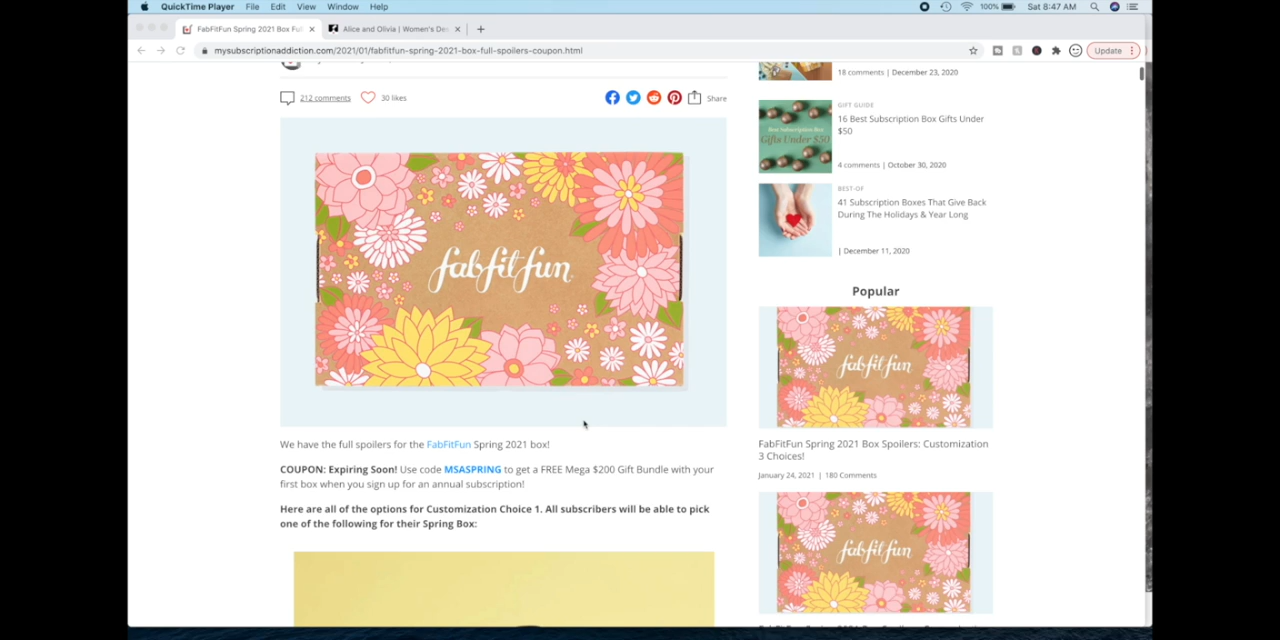 QuickTime Player File Edit View Window Help
100% Sat 8:47 AM
FabFitFun Spring 2021 Box Ful
Alice and Olivia | Women's Des
mysubscriptionaddiction.com/2021/01/fabfitfun-spring-2021-box-full-spoilers-coupon.html
Update
212 comments
30 likes
Share
fabfitfun
We have the full spoilers for the FabFitFun Spring 2021 box!
COUPON: Expiring Soon! Use code MSASPRING to get a FREE Mega $200 Gift Bundle with your
first box when you sign up for an annual subscription!
Here are all of the options for Customization Choice 1. All subscribers will be able to pick
one of the following for their Spring Box:
18 comments | December 23, 2020
Best Subscription Box
Gifts Under $50
GIFT GUIDE
16 Best Subscription Box Gifts Under
$50
4 comments | October 30, 2020
BEST-OF
41 Subscription Boxes That Give Back
During The Holidays & Year Long
| December 11, 2020
Popular
fabfitfun
FabFitFun Spring 2021 Box Spoilers: Customization
3 Choices!
January 24, 2021 | 180 Comments
fabfitfun